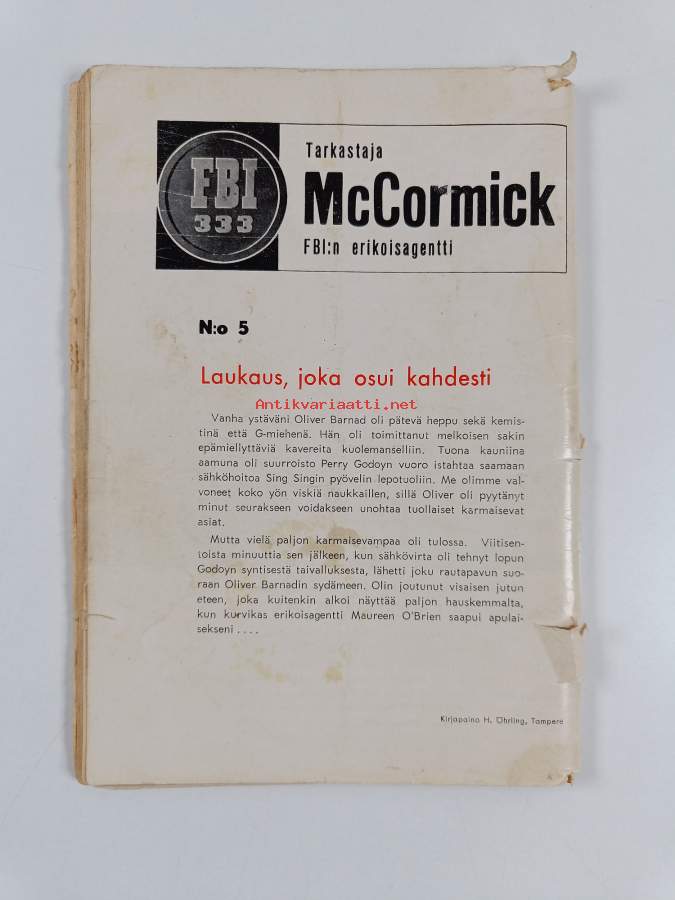 FBI
333
Tarkastaja
McCormick
FBI:n erikoisagentti
N:o 5
Laukaus, joka osui kahdesti
Antikvariaatti.net
Vanha ystäväni Oliver Barnad oli pätevä heppu sekä kemis-
tinä että G-miehenä. Hän oli toimittanut melkoisen sakin
epämiellyttäviä kavereita kuolemanselliin. Tuona kauniina
aamuna oli suurroisto Perry Godoyn vuoro istahtaa saamaan
sähköhoitoa Sing Singin pyövelin lepotuoliin. Me olimme val-
voneet koko yön viskiä naukkaillen, sillä Oliver oli pyytänyt
minut seurakseen voidakseen unohtaa tuollaiset karmaisevat
asiat.
Mutta vielä paljon karmaisevampaa oli tulossa. Viitisen-
toista minuuttia sen jälkeen, kun sähkövirta oli tehnyt lopun
Godoyn syntisestä taivalluksesta, lähetti joku rautapavun suo-
raan Oliver Barnadin sydämeen. Olin joutunut visaisen jutun
eteen, joka kuitenkin alkoi näyttää paljon hauskemmalta,
kun kurvikas erikoisagentti Maureen O'Brien saapui apulai-
sekseni . . . .
Kirjapaino H. Öhrling, Tampere